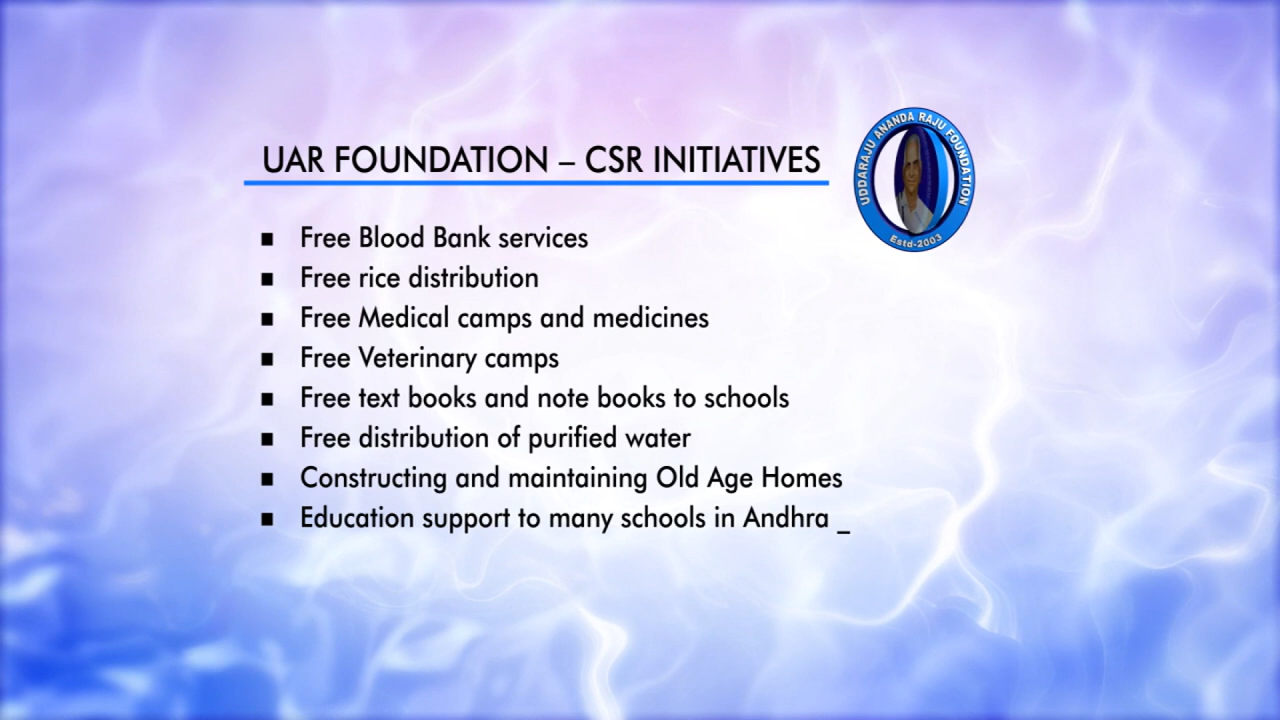 UAR FOUNDATION – CSR INITIATIVES
UDDARAJU ANANDA RAJU FOUNDATION
Estd-2003
▪ Free Blood Bank services
▪ Free rice distribution
▪ Free Medical camps and medicines
▪ Free Veterinary camps
▪ Free text books and note books to schools
▪ Free distribution of purified water
▪ Constructing and maintaining Old Age Homes
▪ Education support to many schools in Andhra _